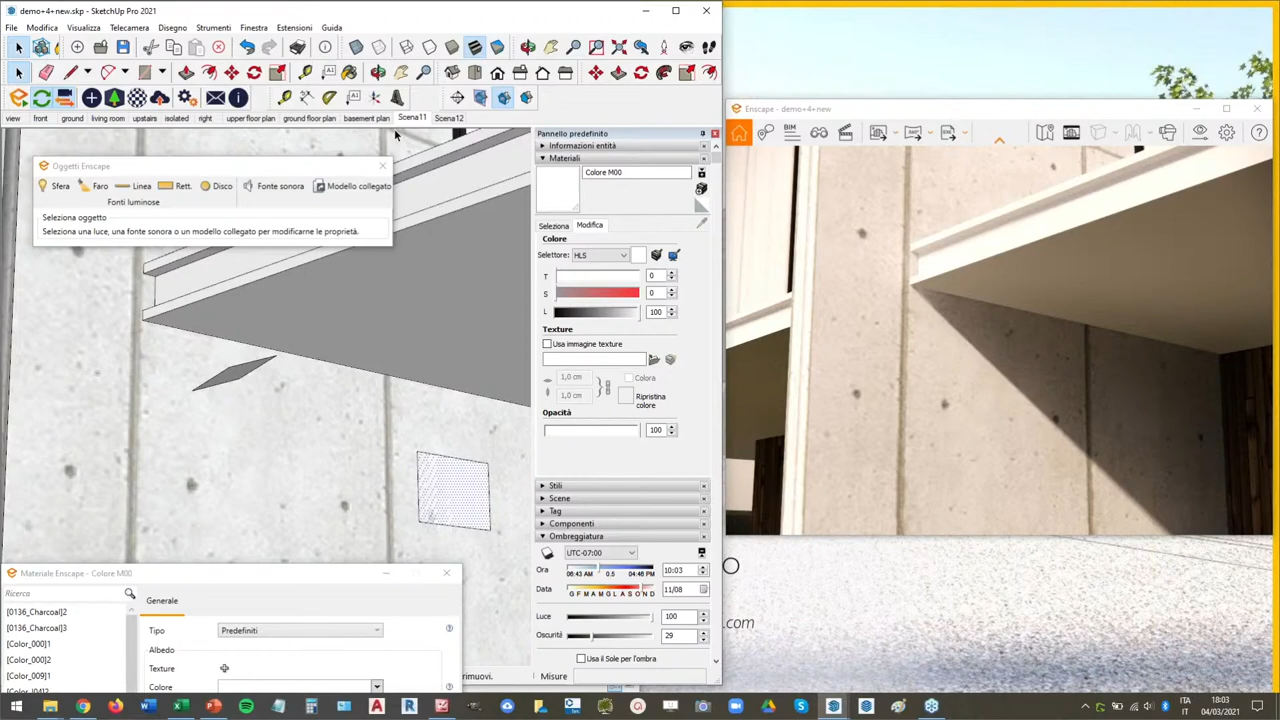 demo+4+new.skp - SketchUp Pro 2021
File Modifica Visualizza Telecamera Disegno Strumenti Finestra Estensioni Guida
view front ground living room upstairs isolated right upper floor plan ground floor plan basement plan Scena11 Scena12
Oggetti Enscape
Sfera Faro Linea Rett. Disco Fonte sonora Modello collegato
Fonti luminose
Seleziona oggetto
Seleziona una luce, una fonte sonora o un modello collegato per modificarne le proprietà.
Pannello predefinito
Informazioni entità
Materiali
Colore M00
Seleziona Modifica
Colore
Selettore: HLS
T 0
S 0
L 100
Texture
Usa immagine texture
1,0 cm Colora
1,0 cm Ripristina colore
Opacità
100
Stili
Scene
Tag
Componenti
Ombreggiatura
UTC-07:00
Ora 06:43 AM 0.5 04:46 PM 10:03
Data G F M A M G L A S O N D 11/08
Luce 100
Oscurità 29
Usa il Sole per l'ombra
rimuovi. Misure
Materiale Enscape - Colore M00
Ricerca
[0136_Charcoal]2
[0136_Charcoal]3
[Color_000]1
[Color_000]2
[Color_009]1
Generale
Tipo Predefiniti
Albedo
Texture
Colore
Enscape - demo+4+new
BIM
360°
o
.com
ITA
IT
18:03
04/03/2021